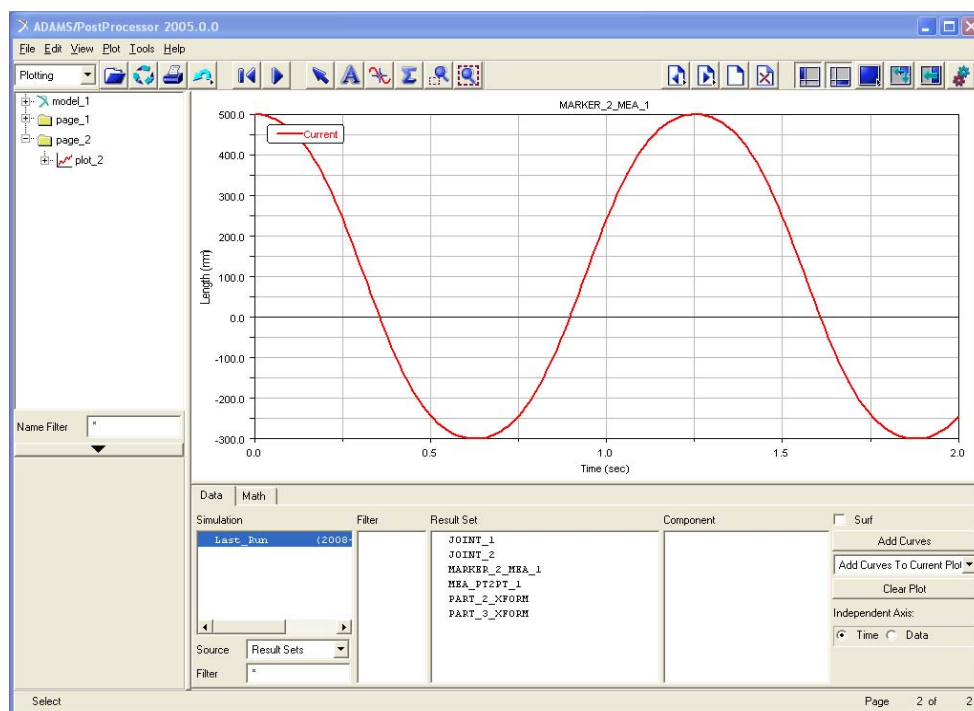 ADAMS/PostProcessor 2005.0.0
File Edit View Plot Tools Help
Plotting
model_1
page_1
page_2
plot_2
Name Filter *
MARKER_2_MEA_1
Current
500.0
400.0
300.0
200.0
100.0
0.0
-100.0
-200.0
-300.0
Length (mm)
0.0 0.5 1.0 1.5 2.0
Time (sec)
Data Math
Simulation Filter Result Set Component Surf
Last_Run (2008-
JOINT_1
JOINT_2
MARKER_2_MEA_1
MEA_PT2PT_1
PART_2_XFORM
PART_3_XFORM
Add Curves
Add Curves To Current Plot
Clear Plot
Independent Axis:
Time Data
Source Result Sets
Filter *
Select Page 2 of 2